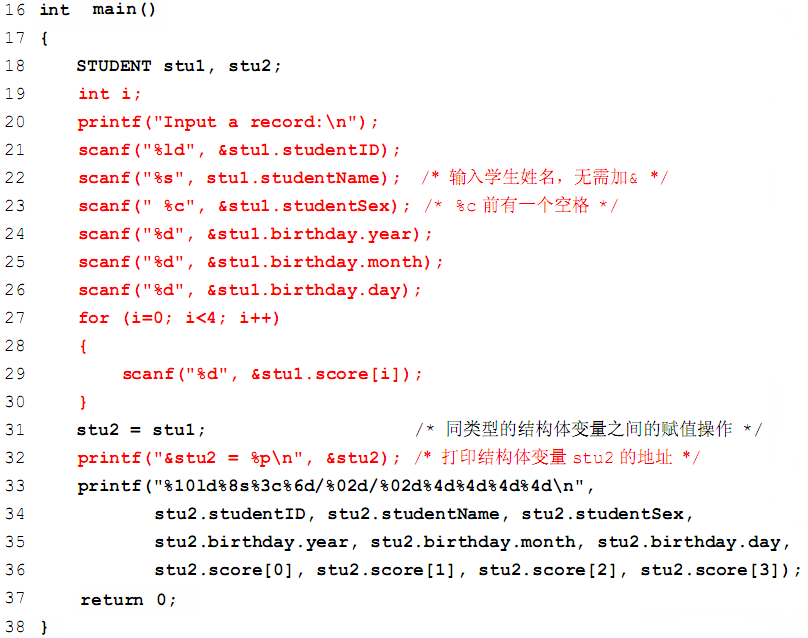 16 int  main()
17 {
18     STUDENT stu1, stu2;
19     int i;
20     printf("Input a record:\n");
21     scanf("%ld", &stu1.studentID);
22     scanf("%s", stu1.studentName);  /* 输入学生姓名，无需加& */
23     scanf(" %c", &stu1.studentSex); /* %c 前有一个空格 */
24     scanf("%d", &stu1.birthday.year);
25     scanf("%d", &stu1.birthday.month);
26     scanf("%d", &stu1.birthday.day);
27     for (i=0; i<4; i++)
28     {
29         scanf("%d", &stu1.score[i]);
30     }
31     stu2 = stu1;                   /* 同类型的结构体变量之间的赋值操作 */
32     printf("&stu2 = %p\n", &stu2); /* 打印结构体变量 stu2 的地址 */
33     printf("%10ld%8s%3c%6d/%02d/%02d%4d%4d%4d%4d\n",
34            stu2.studentID, stu2.studentName, stu2.studentSex,
35            stu2.birthday.year, stu2.birthday.month, stu2.birthday.day,
36            stu2.score[0], stu2.score[1], stu2.score[2], stu2.score[3]);
37     return 0;
38 }